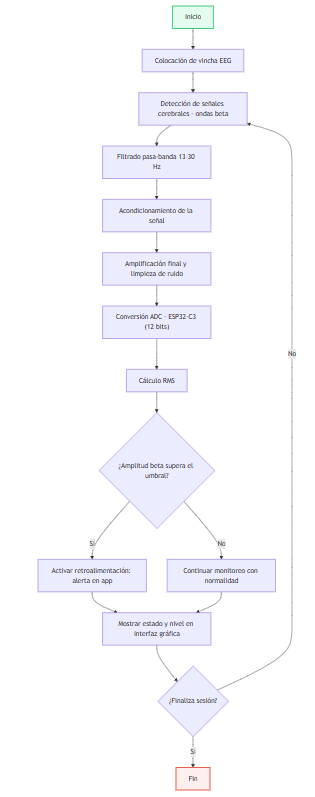 Inicio
Colocación de vincha EEG
Detección de señales
cerebrales - ondas beta
Filtrado pasa-banda 13 30
Hz
Acondicionamiento de la
señal
Amplificación final y
limpieza de ruido
Conversión ADC - ESP32-C3
(12 bits)
Cálculo RMS
¿Amplitud beta supera el
umbral?
Sí
No
Activar retroalimentación:
alerta en app
Continuar monitoreo con
normalidad
Mostrar estado y nivel en
interfaz gráfica
¿Finaliza sesión?
No
Sí
Fin